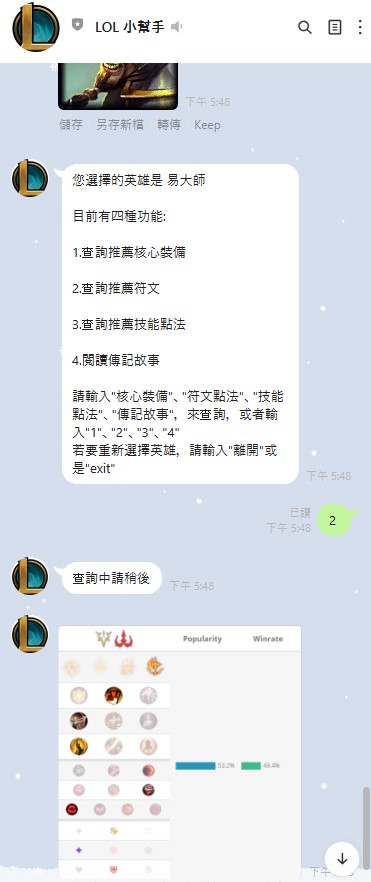 LOL 小幫手
下午 5:48
儲存 另存新檔 轉傳 Keep
您選擇的英雄是 易大師
目前有四種功能:
1.查詢推薦核心裝備
2.查詢推薦符文
3.查詢推薦技能點法
4.閱讀傳記故事
請輸入"核心裝備"、"符文點法"、"技能
點法"、"傳記故事"，來查詢，或者輸
入"1"、"2"、"3"、"4"
若要重新選擇英雄，請輸入"離開"或
是"exit"
下午 5:48
已讀
下午 5:48
2
查詢中請稍後
下午 5:48
Popularity Winrate
53.2% 49.4%